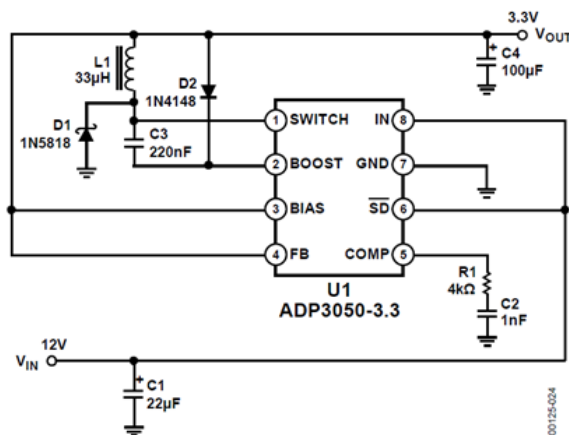 3.3V
VOUT
L1
33µH
+
C4
100µF
D2
1N4148
D1
1N5818
C3
220nF
1 SWITCH IN 8
2 BOOST GND 7
3 BIAS SD 6
4 FB COMP 5
R1
4kΩ
U1
ADP3050-3.3
C2
1nF
12V
VIN
+
C1
22µF
00125-024